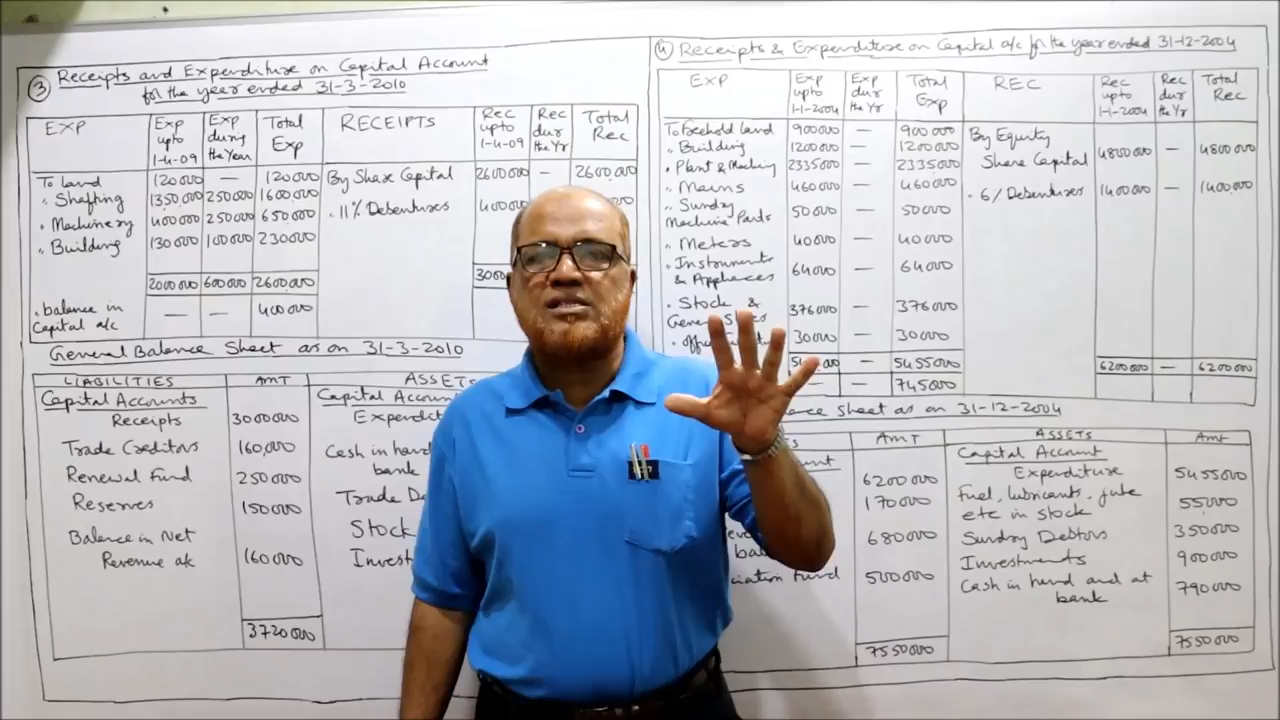 ③ Receipts and Expenditure on Capital Account
for the year ended 31-3-2010
EXP Exp upto 1-4-09 Exp during the Year Total Exp RECEIPTS Rec upto 1-4-09 Rec dur the Yr Total Rec
To Land 120000 — 120000 By Share Capital 2600000 — 2600000
" Shafting 1350000 250000 1600000 " 11% Debentures
" Machinery 400000 250000 650000
" Building 130000 100000 230000
2000000 600000 2600000
" balance in Capital a/c — — 400000
General Balance Sheet as on 31-3-2010
LIABILITIES AMT ASSETS
Capital Accounts
Receipts 3000000
Trade Creditors 160000 Cash in hand
bank
Renewal Fund 250000
Reserves 150000 Stock
Balance in Net
Revenue a/c 160000
3720000
④ Receipts & Expenditure on Capital a/c for the year ended 31-12-2004
EXP Exp upto 1-1-2004 Exp dur the Yr Total Exp REC Rec upto 1-1-2004 Rec dur the Yr Total Rec
To Feehold land 900000 — 900000 By Equity
" Building 1200000 — 1200000 Share Capital 4800000 — 4800000
" Plant & Maching 2335000 — 2335000
" Mains 460000 — 460000 " 6% Debentures 1400000 — 1400000
" Sundry
Machine Parts 50000 — 50000
" Meters 40000 — 40000
" Instruments
& Appliances 64000 — 64000
" Stock &
376000 — 376000
30000 — 30000
— 5455000 6200000 — 6200000
— — 745000
Sheet as on 31-12-2004
AMT ASSETS Amt
Capital Account
6200000 Expenditure 5455000
170000 Fuel, lubricants, jute
etc in stock 55000
680000 Sundry Debtors 350000
Investments 900000
Fund 500000 Cash in hand and at
bank 790000
7550000 7550000